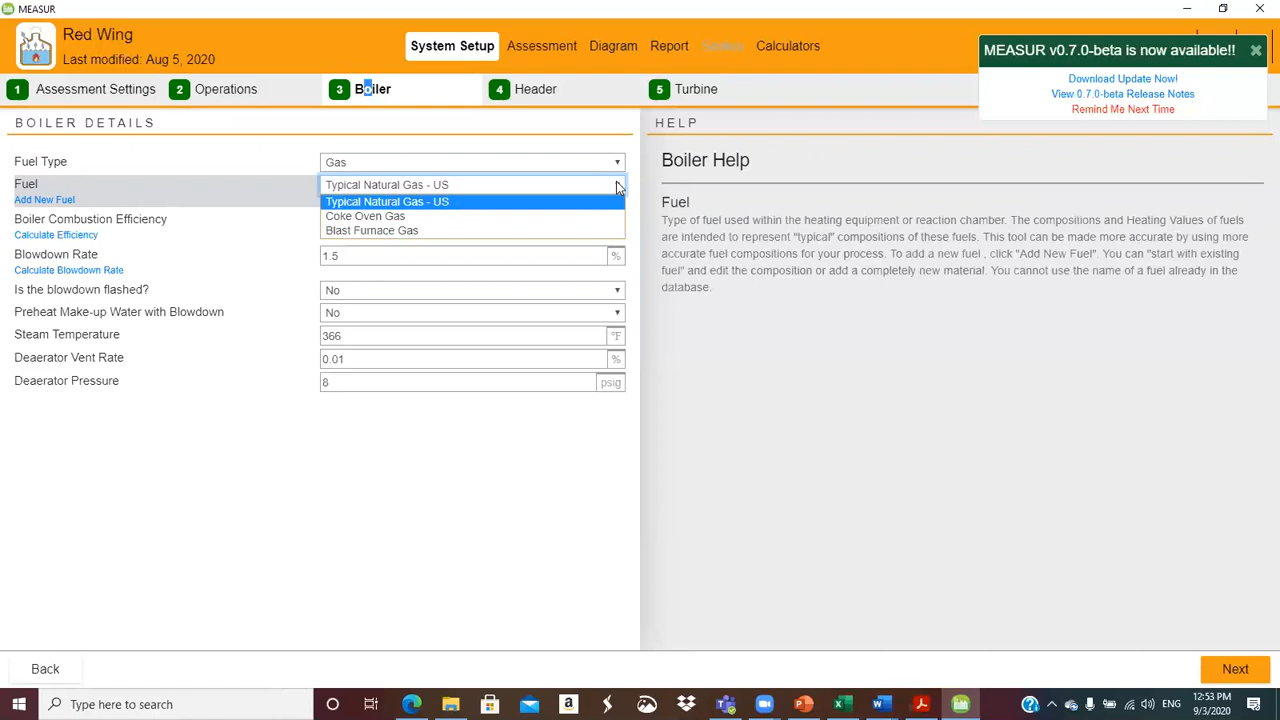 MEASUR
Red Wing
Last modified: Aug 5, 2020
System Setup
Assessment
Diagram
Report
Calculators
MEASUR v0.7.0-beta is now available!!
Download Update Now!
View 0.7.0-beta Release Notes
Remind Me Next Time
1 Assessment Settings
2 Operations
3 Boiler
4 Header
5 Turbine
BOILER DETAILS
Fuel Type
Gas
Fuel
Add New Fuel
Typical Natural Gas - US
Typical Natural Gas - US
Coke Oven Gas
Blast Furnace Gas
Boiler Combustion Efficiency
Calculate Efficiency
Blowdown Rate
Calculate Blowdown Rate
1.5 %
Is the blowdown flashed?
No
Preheat Make-up Water with Blowdown
No
Steam Temperature
366 °F
Deaerator Vent Rate
0.01 %
Deaerator Pressure
8 psig
HELP
Boiler Help
Fuel
Type of fuel used within the heating equipment or reaction chamber. The compositions and Heating Values of fuels
are intended to represent "typical" compositions of these fuels. This tool can be made more accurate by using more
accurate fuel compositions for your process. To add a new fuel , click "Add New Fuel". You can "start with existing
fuel" and edit the composition or add a completely new material. You cannot use the name of a fuel already in the
database.
Back
Next
Type here to search
12:53 PM
9/3/2020